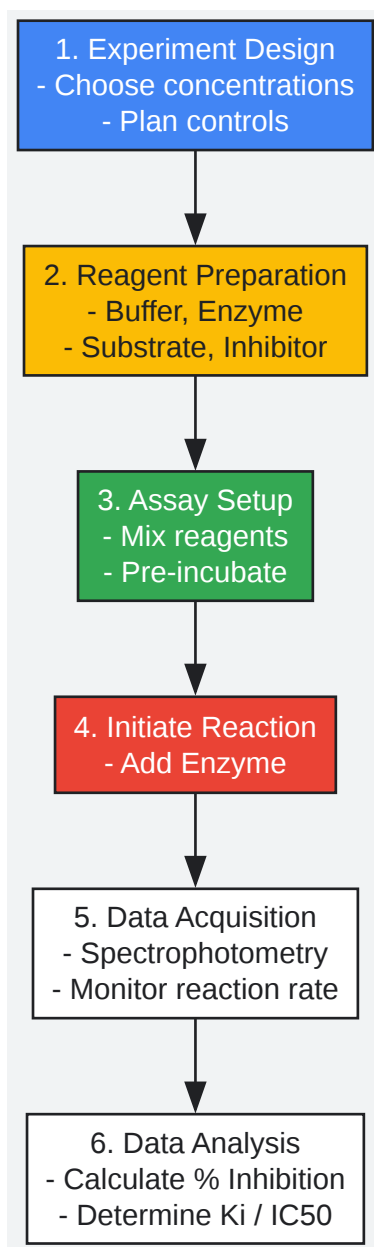 1. Experiment Design
- Choose concentrations
- Plan controls
2. Reagent Preparation
- Buffer, Enzyme
- Substrate, Inhibitor
3. Assay Setup
- Mix reagents
- Pre-incubate
4. Initiate Reaction
- Add Enzyme
5. Data Acquisition
- Spectrophotometry
- Monitor reaction rate
6. Data Analysis
- Calculate % Inhibition
- Determine Ki / IC50